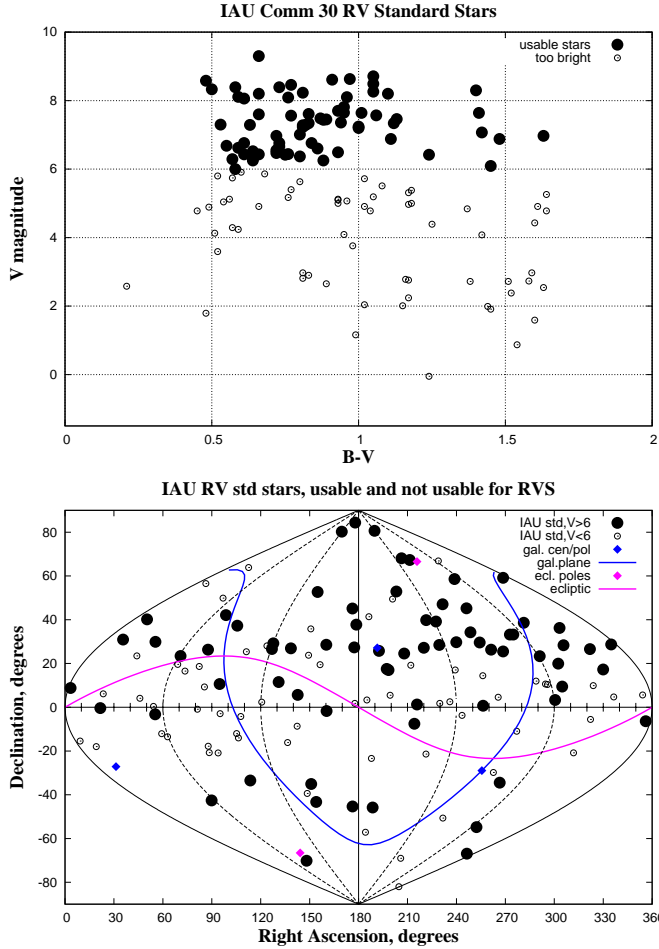 IAU Comm 30 RV Standard Stars
10
8
6
4
2
0
V magnitude
usable stars
too bright
0
0.5
1
1.5
2
B-V
IAU RV std stars, usable and not usable for RVS
80
60
40
20
0
-20
-40
-60
-80
Declination, degrees
IAU std,V>6
IAU std,V<6
gal. cen/pol
gal.plane
ecl. poles
ecliptic
0
30
60
90
120
150
180
210
240
270
300
330
360
Right Ascension, degrees